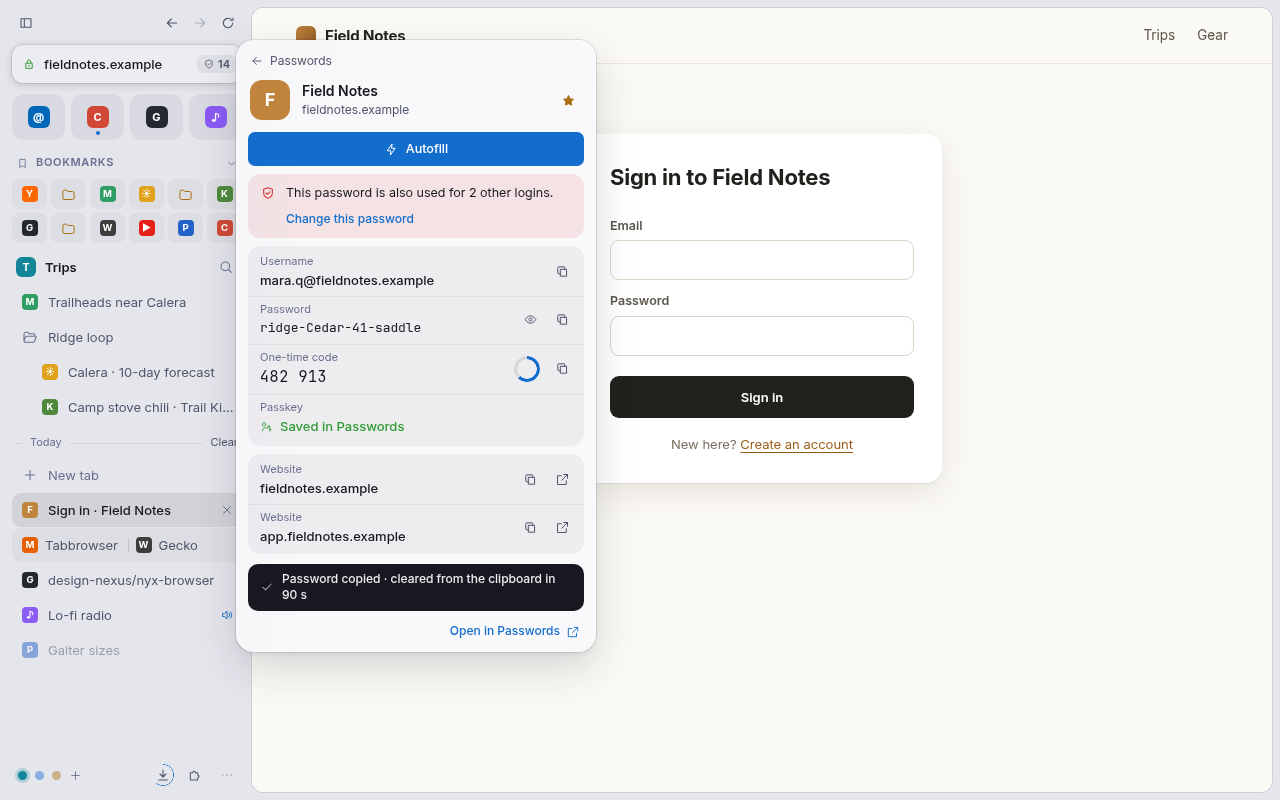 fieldnotes.example
14
@
C
G
BOOKMARKS
Y
M
K
G
W
P
C
T Trips
M Trailheads near Calera
Ridge loop
Calera · 10-day forecast
K Camp stove chili · Trail Ki...
Today
Clear
New tab
F Sign in · Field Notes
M Tabbrowser
W Gecko
G design-nexus/nyx-browser
Lo-fi radio
P Gaiter sizes
Passwords
F
Field Notes
fieldnotes.example
Autofill
This password is also used for 2 other logins.
Change this password
Username
mara.q@fieldnotes.example
Password
ridge-Cedar-41-saddle
One-time code
482 913
Passkey
Saved in Passwords
Website
fieldnotes.example
Website
app.fieldnotes.example
Password copied · cleared from the clipboard in
90 s
Open in Passwords
Field Notes
Trips
Gear
Sign in to Field Notes
Email
Password
Sign in
New here? Create an account